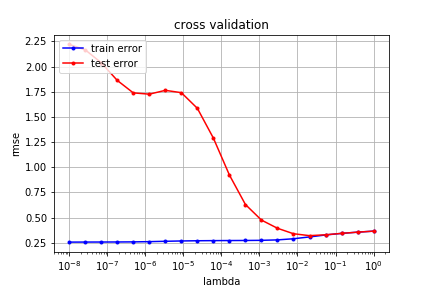 cross validation
train error
test error
2.25
2.00
1.75
1.50
1.25
1.00
0.75
0.50
0.25
rmse
10⁻⁸ 10⁻⁷ 10⁻⁶ 10⁻⁵ 10⁻⁴ 10⁻³ 10⁻² 10⁻¹ 10⁰
lambda